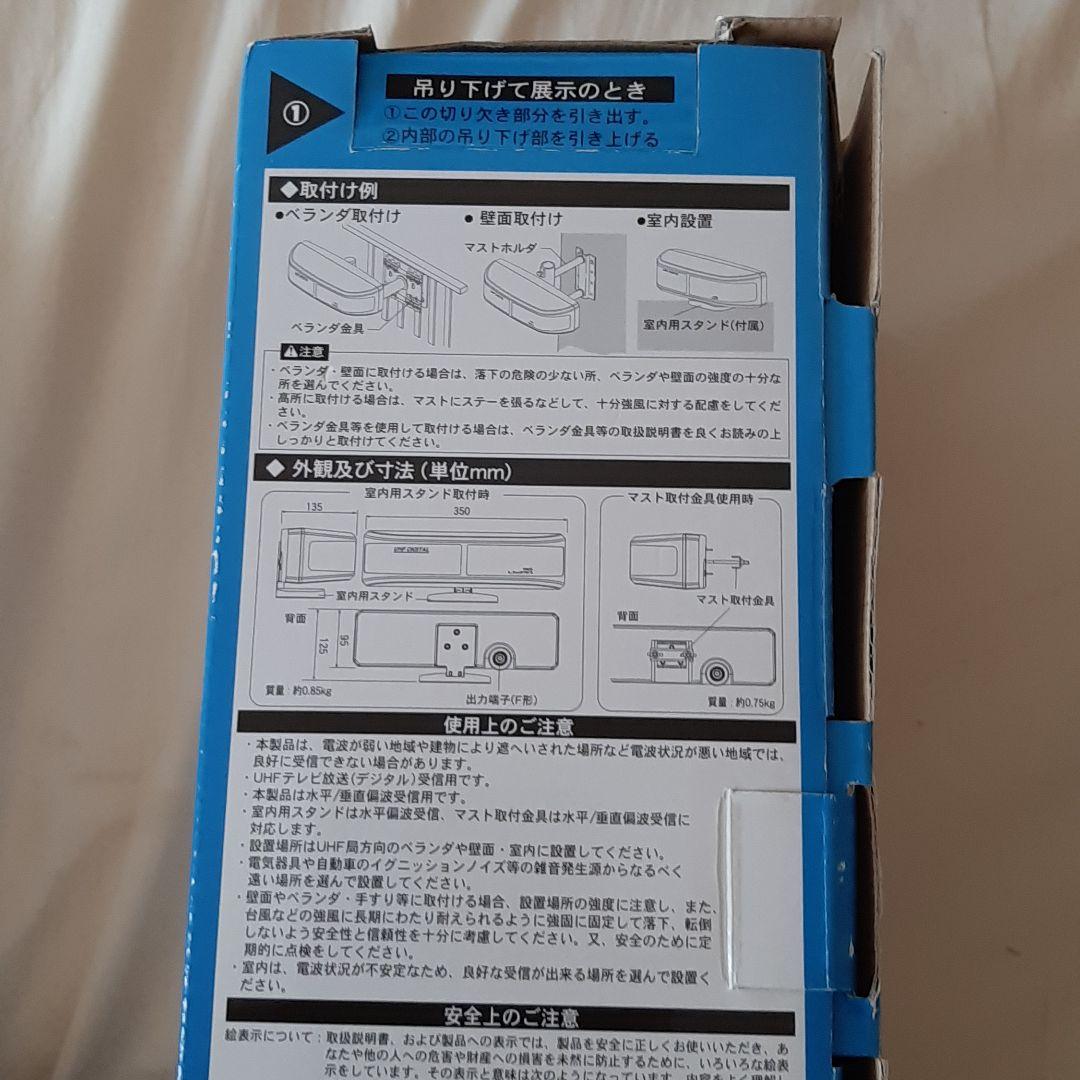 ①
吊り下げて展示のとき
①この切り欠き部分を引き出す。
②内部の吊り下げ部を引き上げる
◆取付け例
●ベランダ取付け
● 壁面取付け
●室内設置
マストホルダ
ベランダ金具
室内用スタンド(付属)
⚠注意
・ベランダ・壁面に取付ける場合は、落下の危険の少ない所、ベランダや壁面の強度の十分な
所を選んでください。
・高所に取付ける場合は、マストにステーを張るなどして、十分強風に対する配慮をしてくだ
さい。
・ベランダ金具等を使用して取付ける場合は、ベランダ金具等の取扱説明書を良くお読みの上
しっかりと取付けてください。
◆ 外観及び寸法(単位mm)
室内用スタンド取付時
マスト取付金具使用時
135
350
UHF DIGITAL
室内用スタンド
マスト取付金具
背面
背面
125
95
質量:約0.85kg
出力端子(F形)
質量:約0.75kg
使用上のご注意
・本製品は、電波が弱い地域や建物により遮へいされた場所など電波状況が悪い地域では、
良好に受信できない場合があります。
・UHFテレビ放送(デジタル)受信用です。
・本製品は水平/垂直偏波受信用です。
・室内用スタンドは水平偏波受信、マスト取付金具は水平/垂直偏波受信に
対応します。
・設置場所はUHF局方向のベランダや壁面・室内に設置してください。
・電気器具や自動車のイグニッションノイズ等の雑音発生源からなるべく
遠い場所を選んで設置してください。
・壁面やベランダ・手すり等に取付ける場合、設置場所の強度に注意し、また、
台風などの強風に長期にわたり耐えられるように強固に固定して落下、転倒
しないよう安全性と信頼性を十分に考慮してください。又、安全のために定
期的に点検をしてください。
・室内は、電波状況が不安定なため、良好な受信が出来る場所を選んで設置く
ださい。
安全上のご注意
絵表示について:取扱説明書、および製品への表示では、製品を安全に正しくお使いいただき、あ
なたや他の人への危害や財産への損害を未然に防止するために、いろいろな絵表
示をしています。その表示と意味は次のようになっています。内容をよく理解し